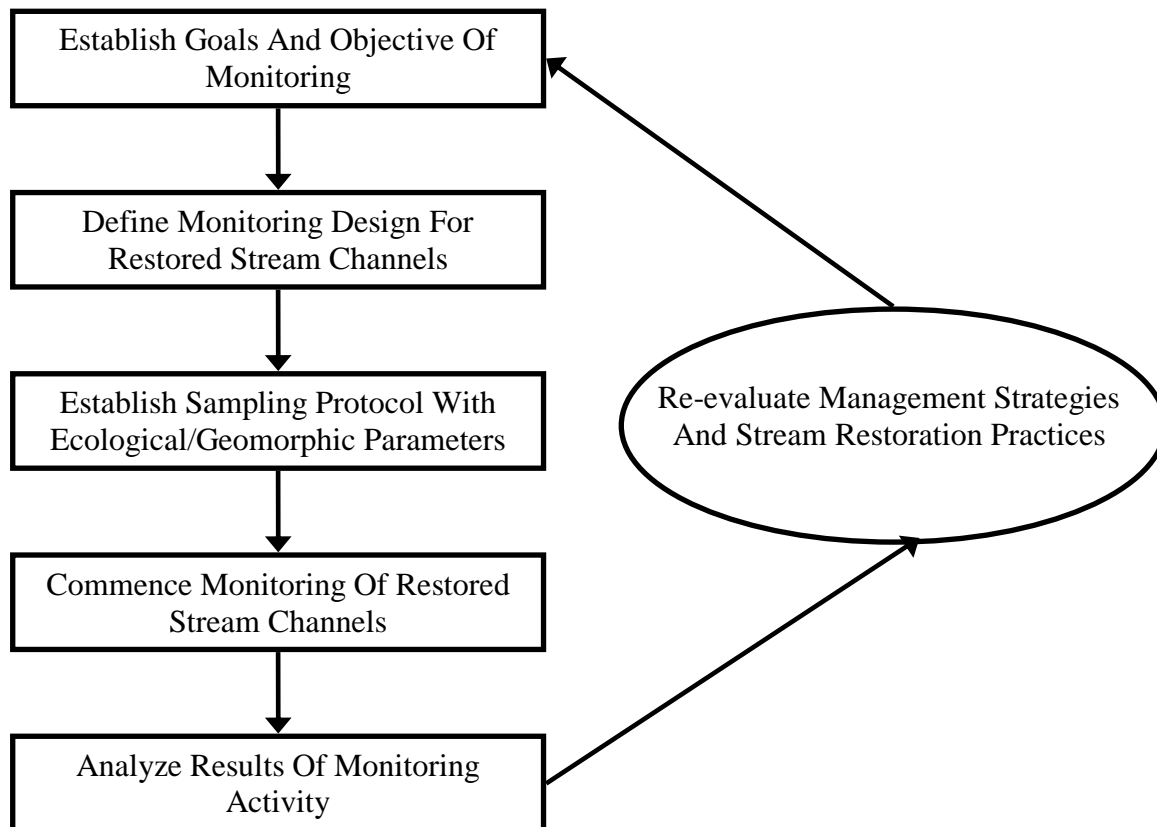 Establish Goals And Objective Of
Monitoring
Define Monitoring Design For
Restored Stream Channels
Establish Sampling Protocol With
Ecological/Geomorphic Parameters
Commence Monitoring Of Restored
Stream Channels
Analyze Results Of Monitoring
Activity
Re-evaluate Management Strategies
And Stream Restoration Practices